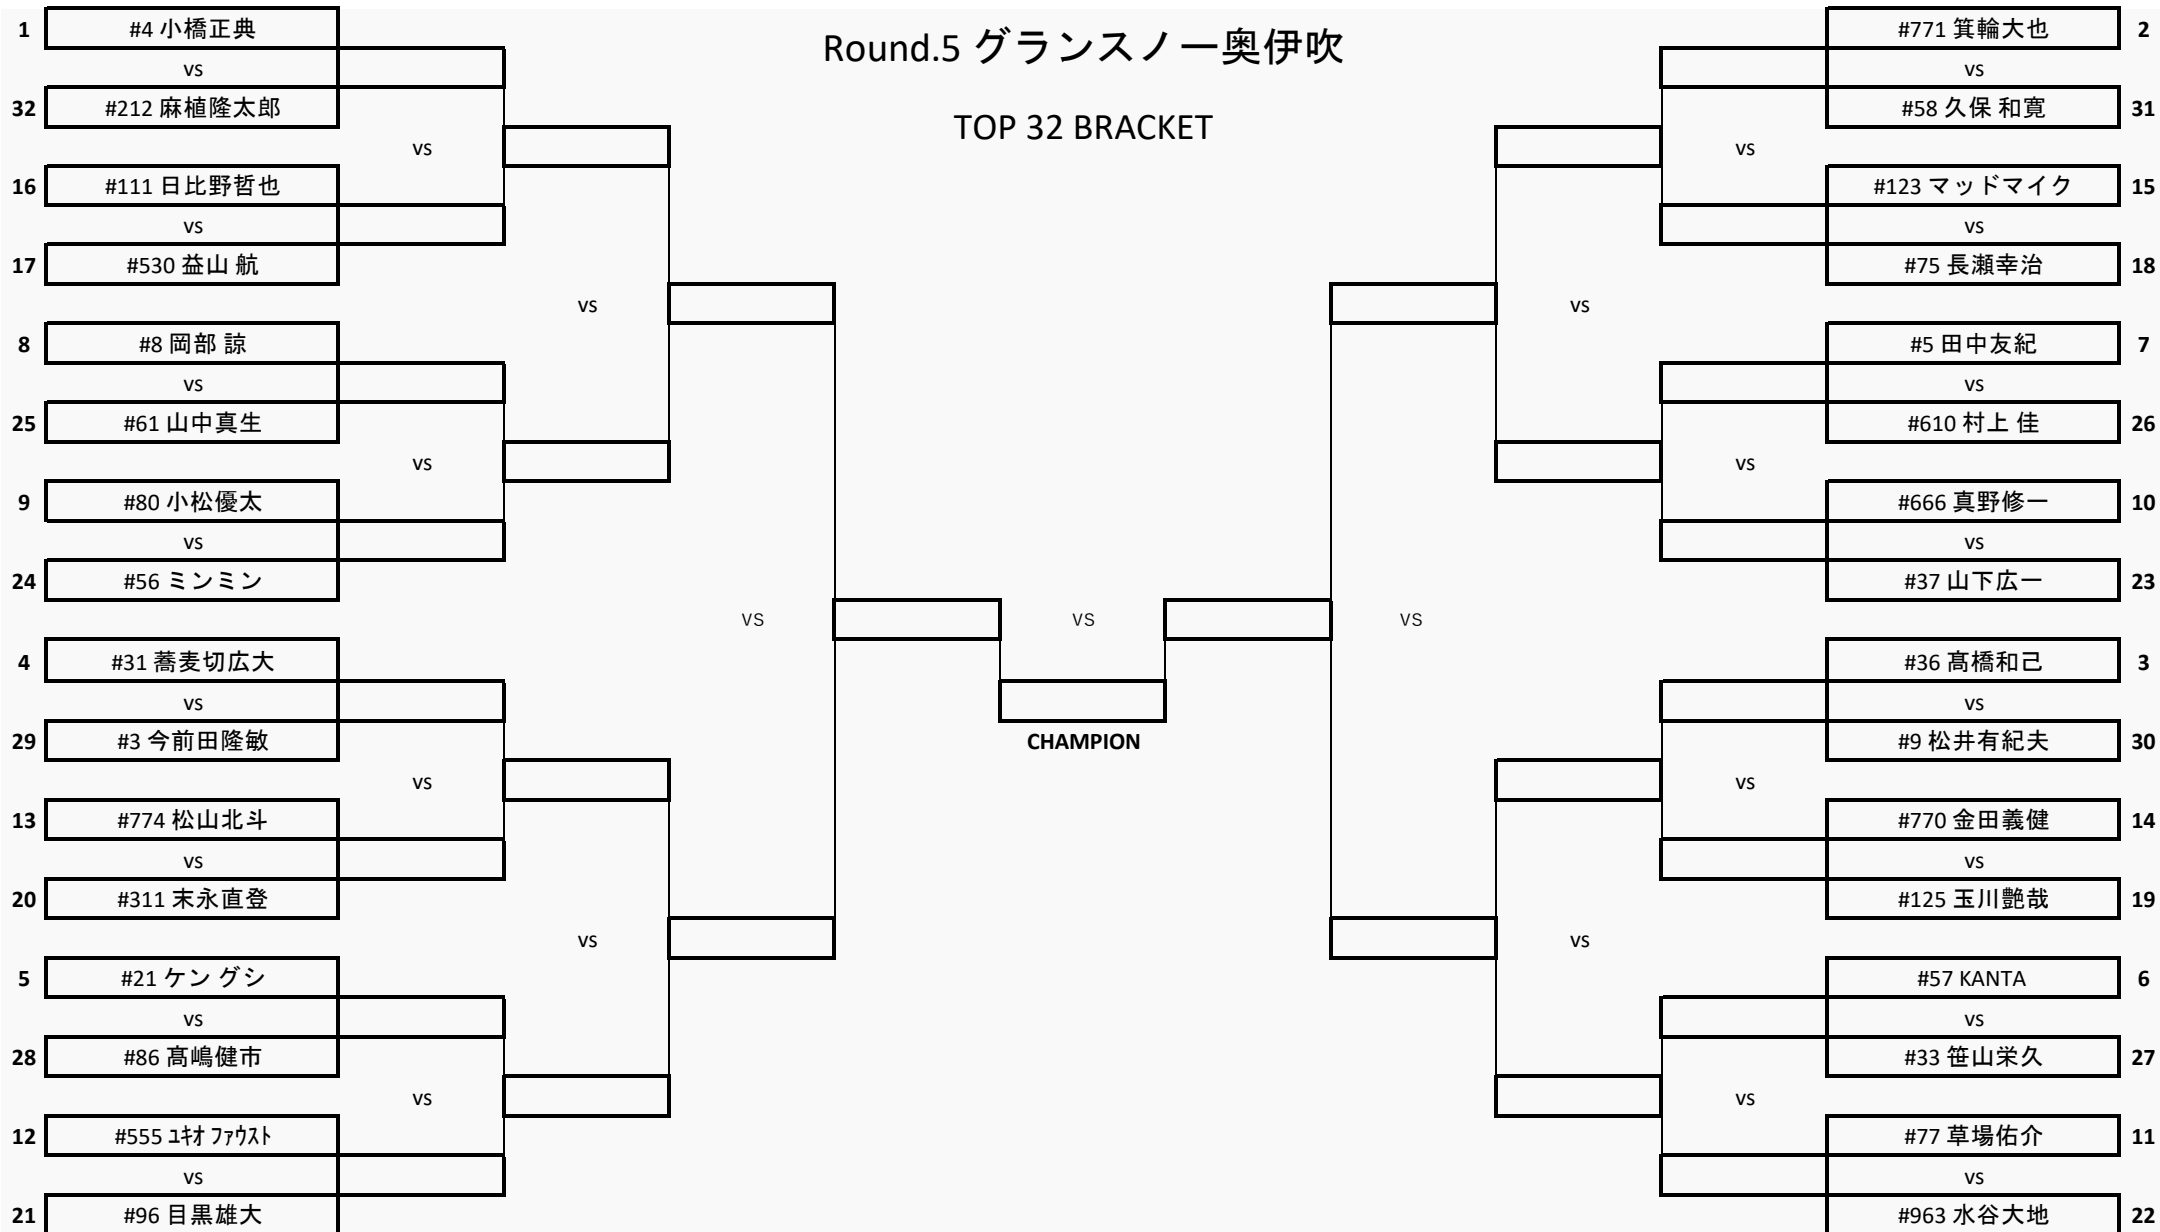 Round.5 グランスノー奥伊吹
TOP 32 BRACKET
1 #4 小橋正典
vs
32 #212 麻植隆太郎
vs
16 #111 日比野哲也
vs
17 #530 益山 航
vs
8 #8 岡部 諒
vs
25 #61 山中真生
vs
9 #80 小松優太
vs
24 #56 ミンミン
vs
4 #31 蕎麦切広大
vs
29 #3 今前田隆敏
vs
13 #774 松山北斗
vs
20 #311 末永直登
vs
5 #21 ケン グシ
vs
28 #86 髙嶋健市
vs
12 #555 ﾕｷｵ ﾌｧｳｽﾄ
vs
21 #96 目黒雄大
vs
CHAMPION
#771 箕輪大也 2
vs
#58 久保 和寛 31
vs
#123 マッドマイク 15
vs
#75 長瀬幸治 18
vs
#5 田中友紀 7
vs
#610 村上 佳 26
vs
#666 真野修一 10
vs
#37 山下広一 23
vs
#36 髙橋和己 3
vs
#9 松井有紀夫 30
vs
#770 金田義健 14
vs
#125 玉川艶哉 19
vs
#57 KANTA 6
vs
#33 笹山栄久 27
vs
#77 草場佑介 11
vs
#963 水谷大地 22